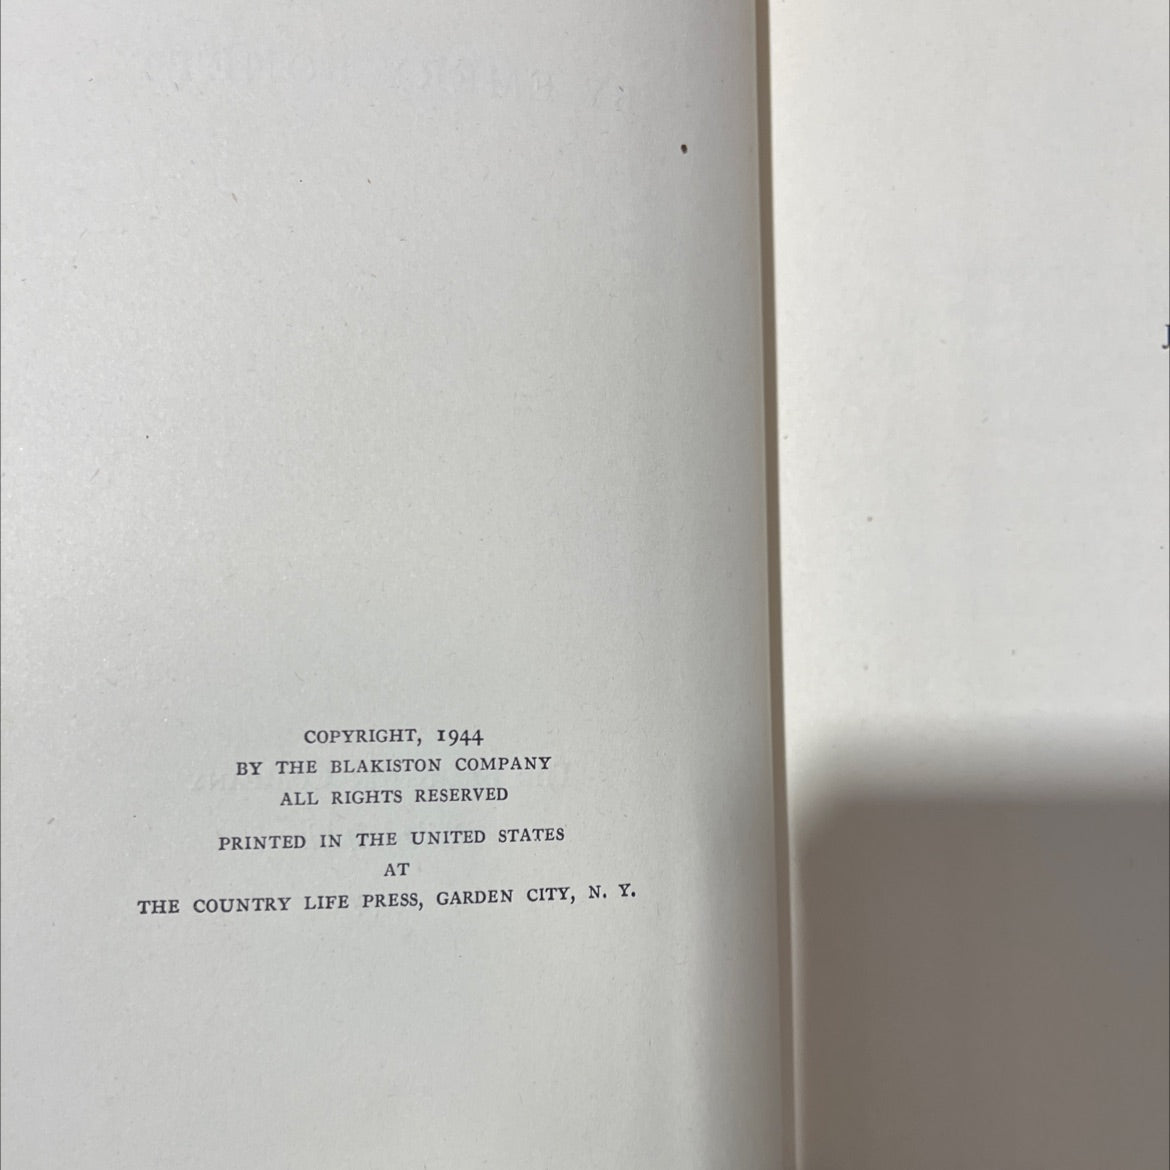 COPYRIGHT, 1944
BY THE BLAKISTON COMPANY
ALL RIGHTS RESERVED
PRINTED IN THE UNITED STATES
AT
THE COUNTRY LIFE PRESS, GARDEN CITY, N. Y.